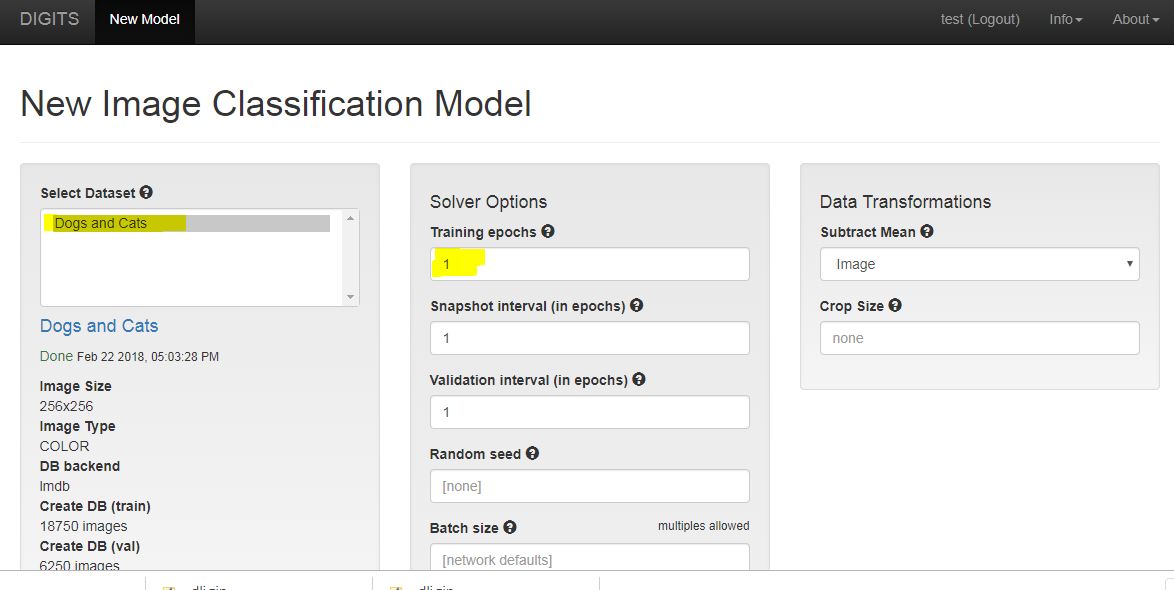 DIGITS New Model test (Logout) Info About
New Image Classification Model
Select Dataset
Dogs and Cats
Dogs and Cats
Done Feb 22 2018, 05:03:28 PM
Image Size
256x256
Image Type
COLOR
DB backend
lmdb
Create DB (train)
18750 images
Create DB (val)
6250 images
Solver Options
Training epochs
1
Snapshot interval (in epochs)
1
Validation interval (in epochs)
1
Random seed
[none]
Batch size multiples allowed
[network defaults]
Data Transformations
Subtract Mean
Image
Crop Size
none